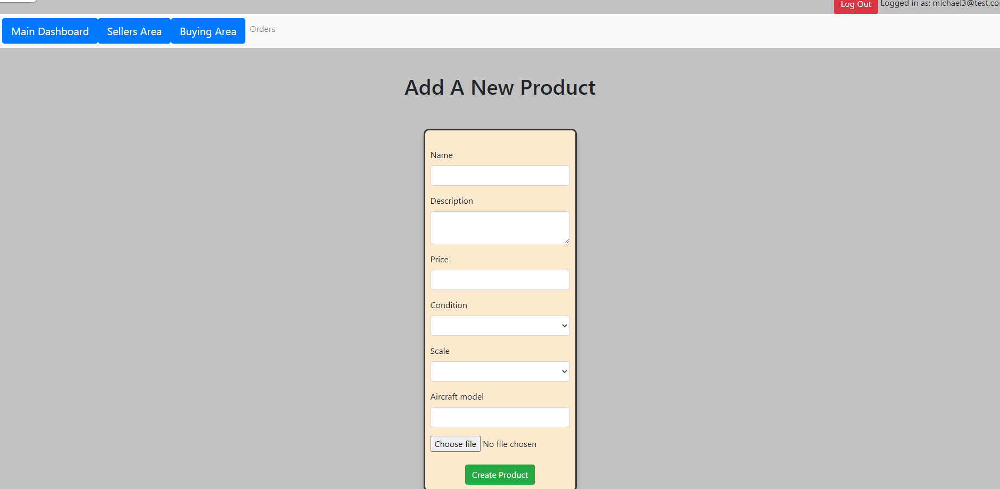 Log Out Logged in as: michael3@test.co
Main Dashboard Sellers Area Buying Area Orders
Add A New Product
Name
Description
Price
Condition
Scale
Aircraft model
Choose file No file chosen
Create Product